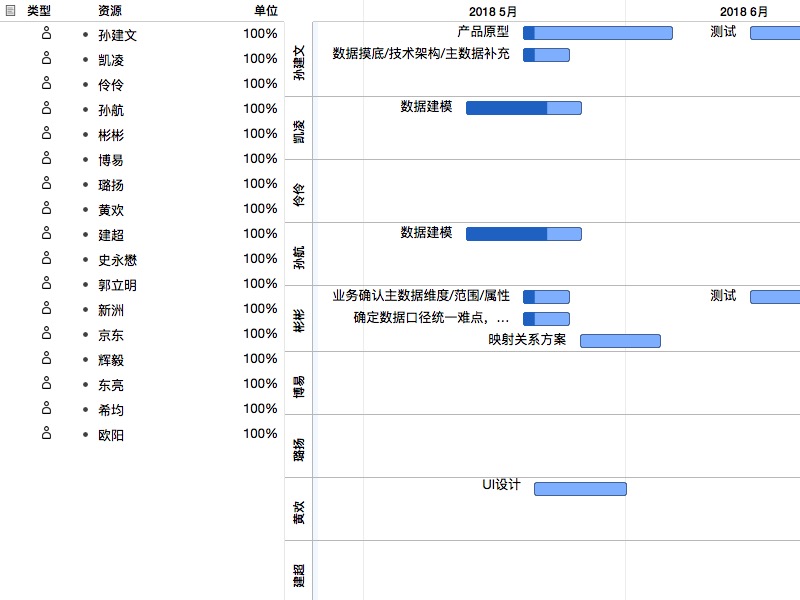 类型 资源 单位
孙建文 100%
凯凌 100%
伶伶 100%
孙航 100%
彬彬 100%
博易 100%
璐扬 100%
黄欢 100%
建超 100%
史永懋 100%
郭立明 100%
新洲 100%
京东 100%
辉毅 100%
东亮 100%
希均 100%
欧阳 100%
2018 5月 2018 6月
孙建文
产品原型 测试
数据摸底/技术架构/主数据补充
凯凌
数据建模
伶伶
孙航
数据建模
彬彬
业务确认主数据维度/范围/属性 测试
确定数据口径统一难点，…
映射关系方案
博易
璐扬
黄欢
UI设计
建超